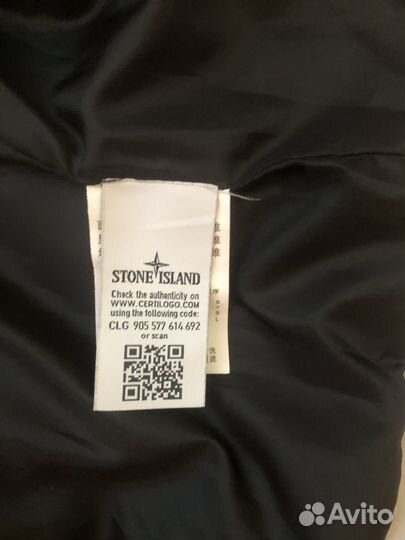 STONE ISLAND
Check the authenticity on
WWW.CERTILOGO.COM
using the following code:
CLG 905 577 614 692
or scan
Avito